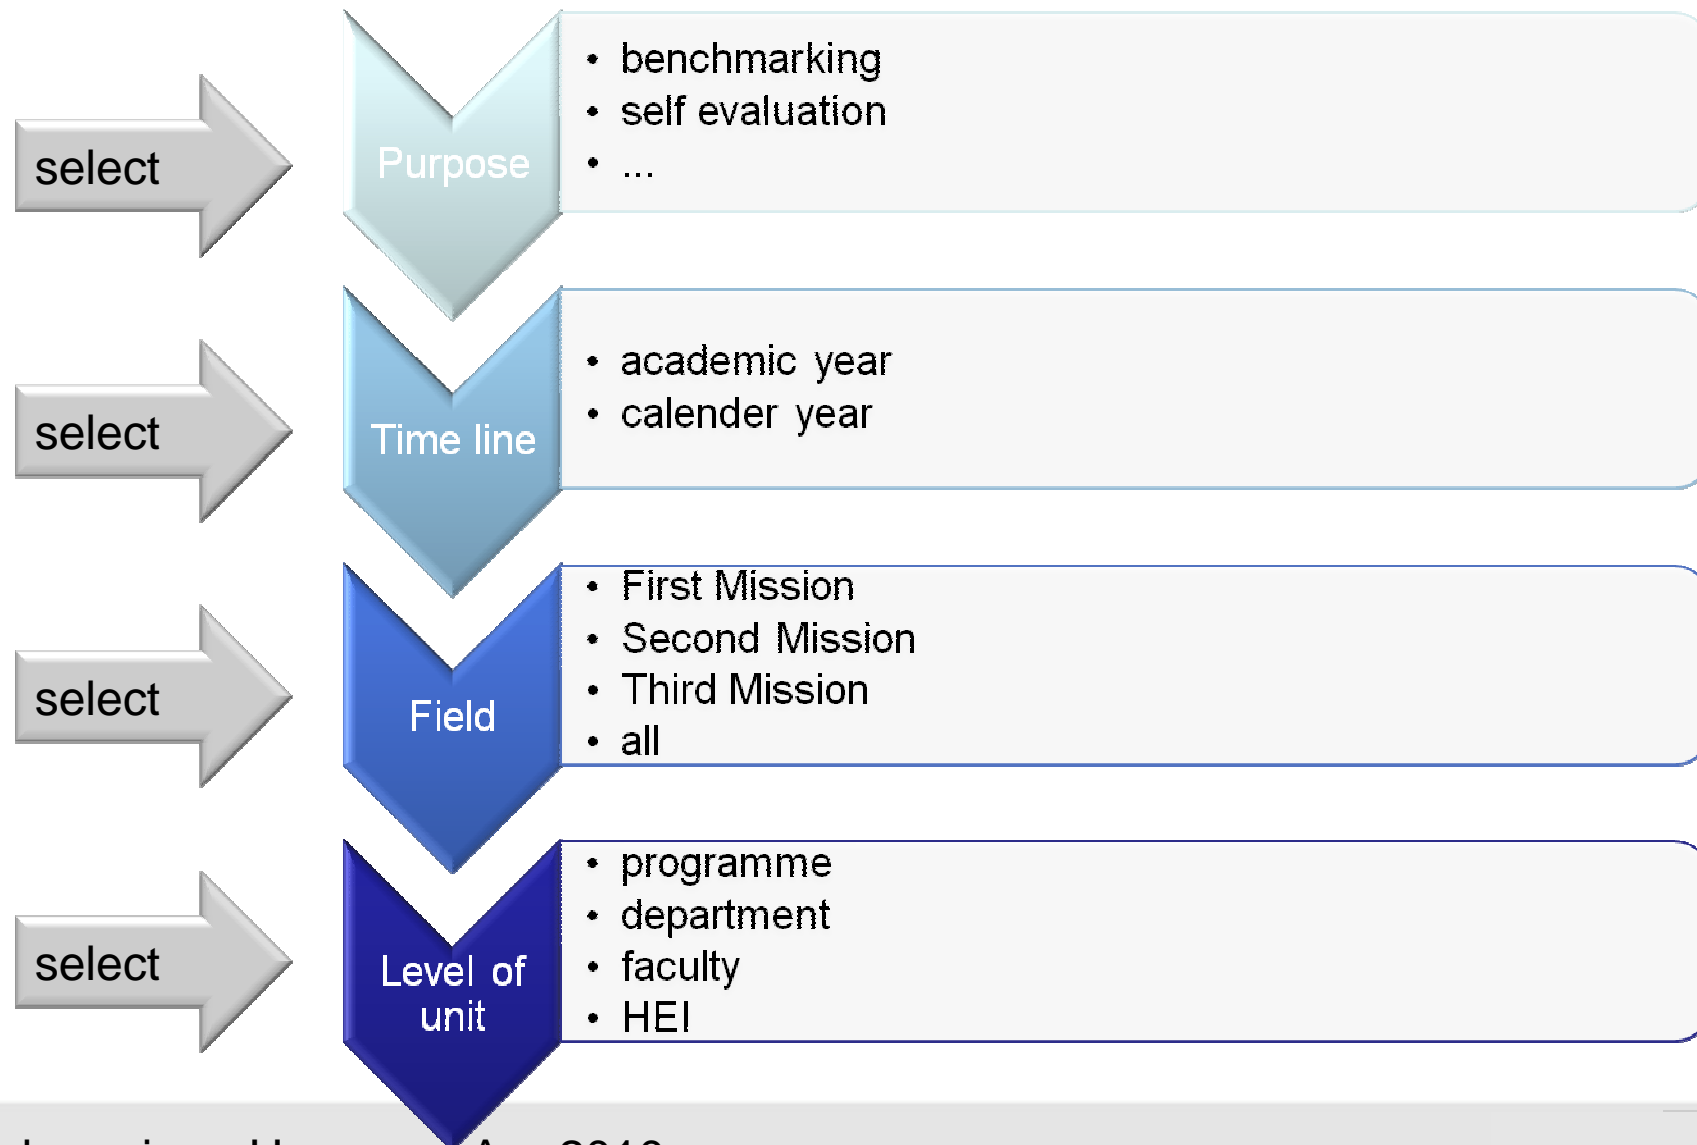 select
Purpose
• benchmarking
• self evaluation
• ...
select
Time line
• academic year
• calender year
select
Field
• First Mission
• Second Mission
• Third Mission
• all
select
Level of
unit
• programme
• department
• faculty
• HEI